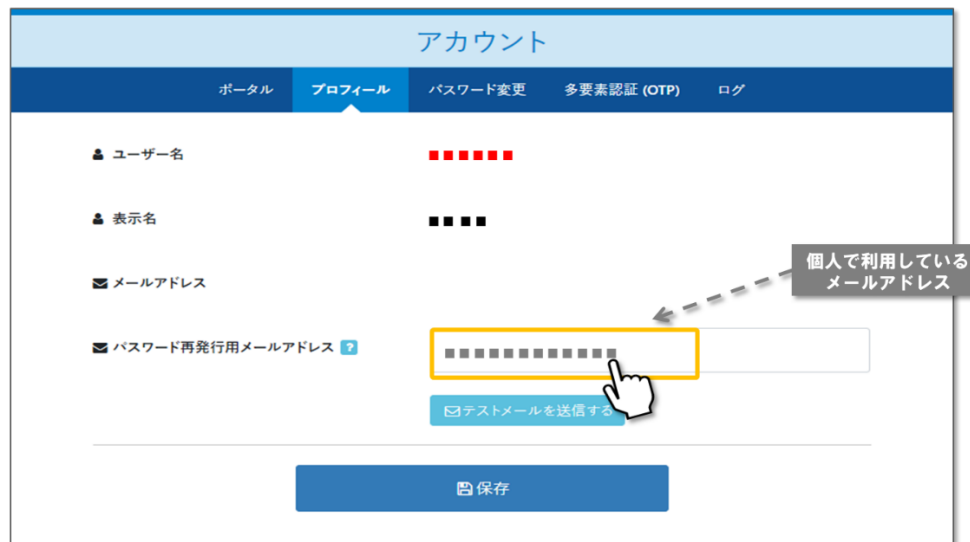 アカウント
ポータル プロフィール パスワード変更 多要素認証 (OTP) ログ
ユーザー名 ■■■■■■
表示名 ■■■■
メールアドレス
個人で利用している
メールアドレス
パスワード再発行用メールアドレス ? ■■■■■■■■■■■■
テストメールを送信する
保存